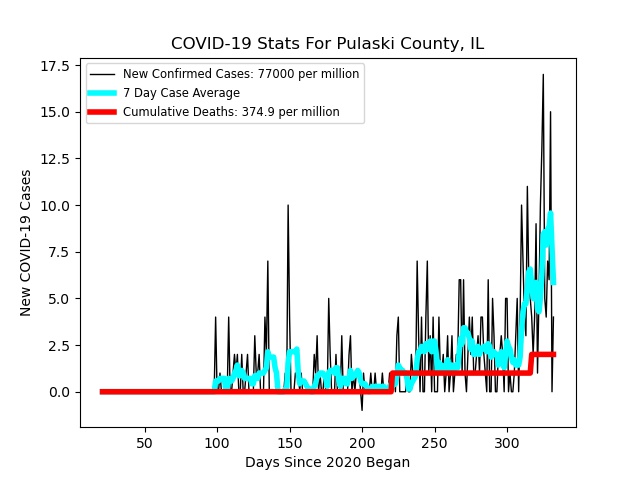 COVID-19 Stats For Pulaski County, IL
New Confirmed Cases: 77000 per million
7 Day Case Average
Cumulative Deaths: 374.9 per million
New COVID-19 Cases
17.5
15.0
12.5
10.0
7.5
5.0
2.5
0.0
50 100 150 200 250 300
Days Since 2020 Began